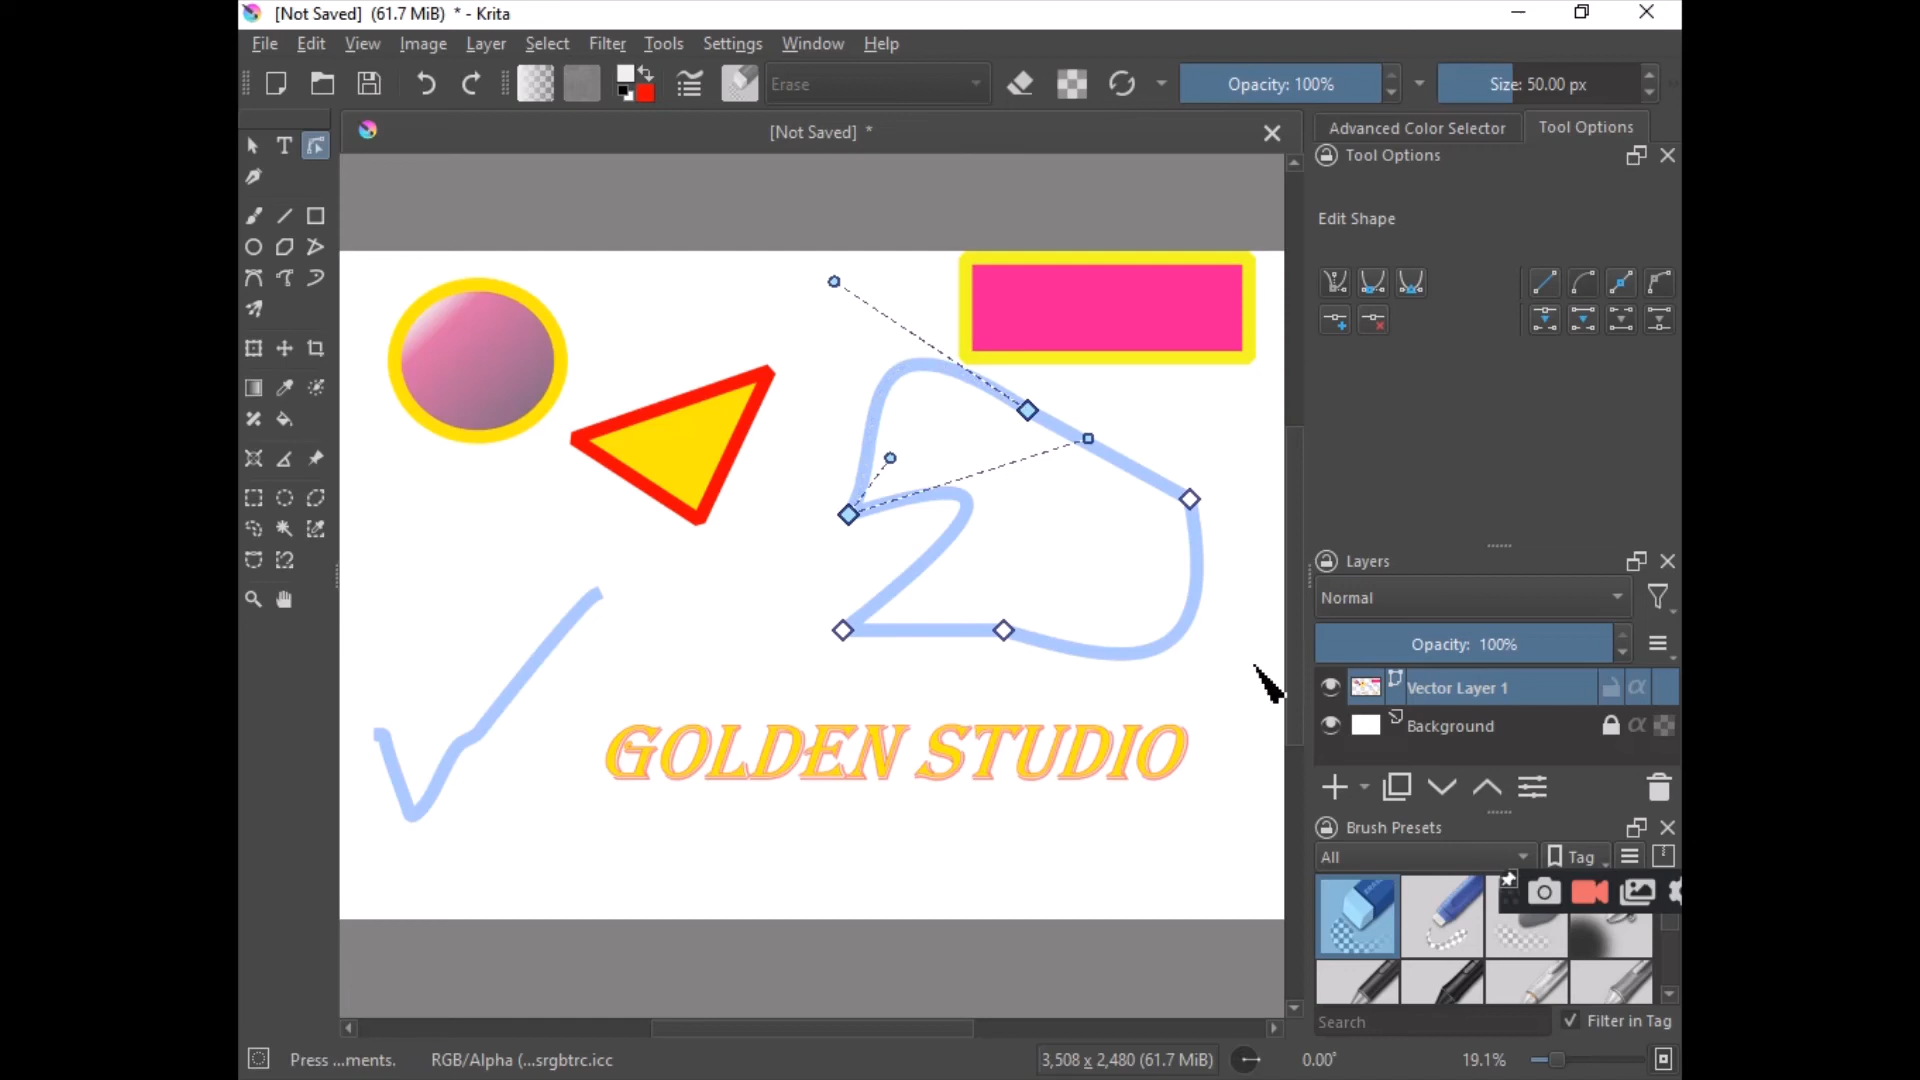 [Not Saved] (61.7 MiB) * - Krita
File Edit View Image Layer Select Filter Tools Settings Window Help
Erase
Opacity: 100%
Size: 50.00 px
[Not Saved] *
Advanced Color Selector
Tool Options
Tool Options
Edit Shape
Layers
Normal
Opacity: 100%
Vector Layer 1
Background
GOLDEN STUDIO
Brush Presets
All
Tag
Search
Filter in Tag
Press ...ments.
RGB/Alpha (...srgbtrc.icc
3,508 x 2,480 (61.7 MiB)
0.00°
19.1%